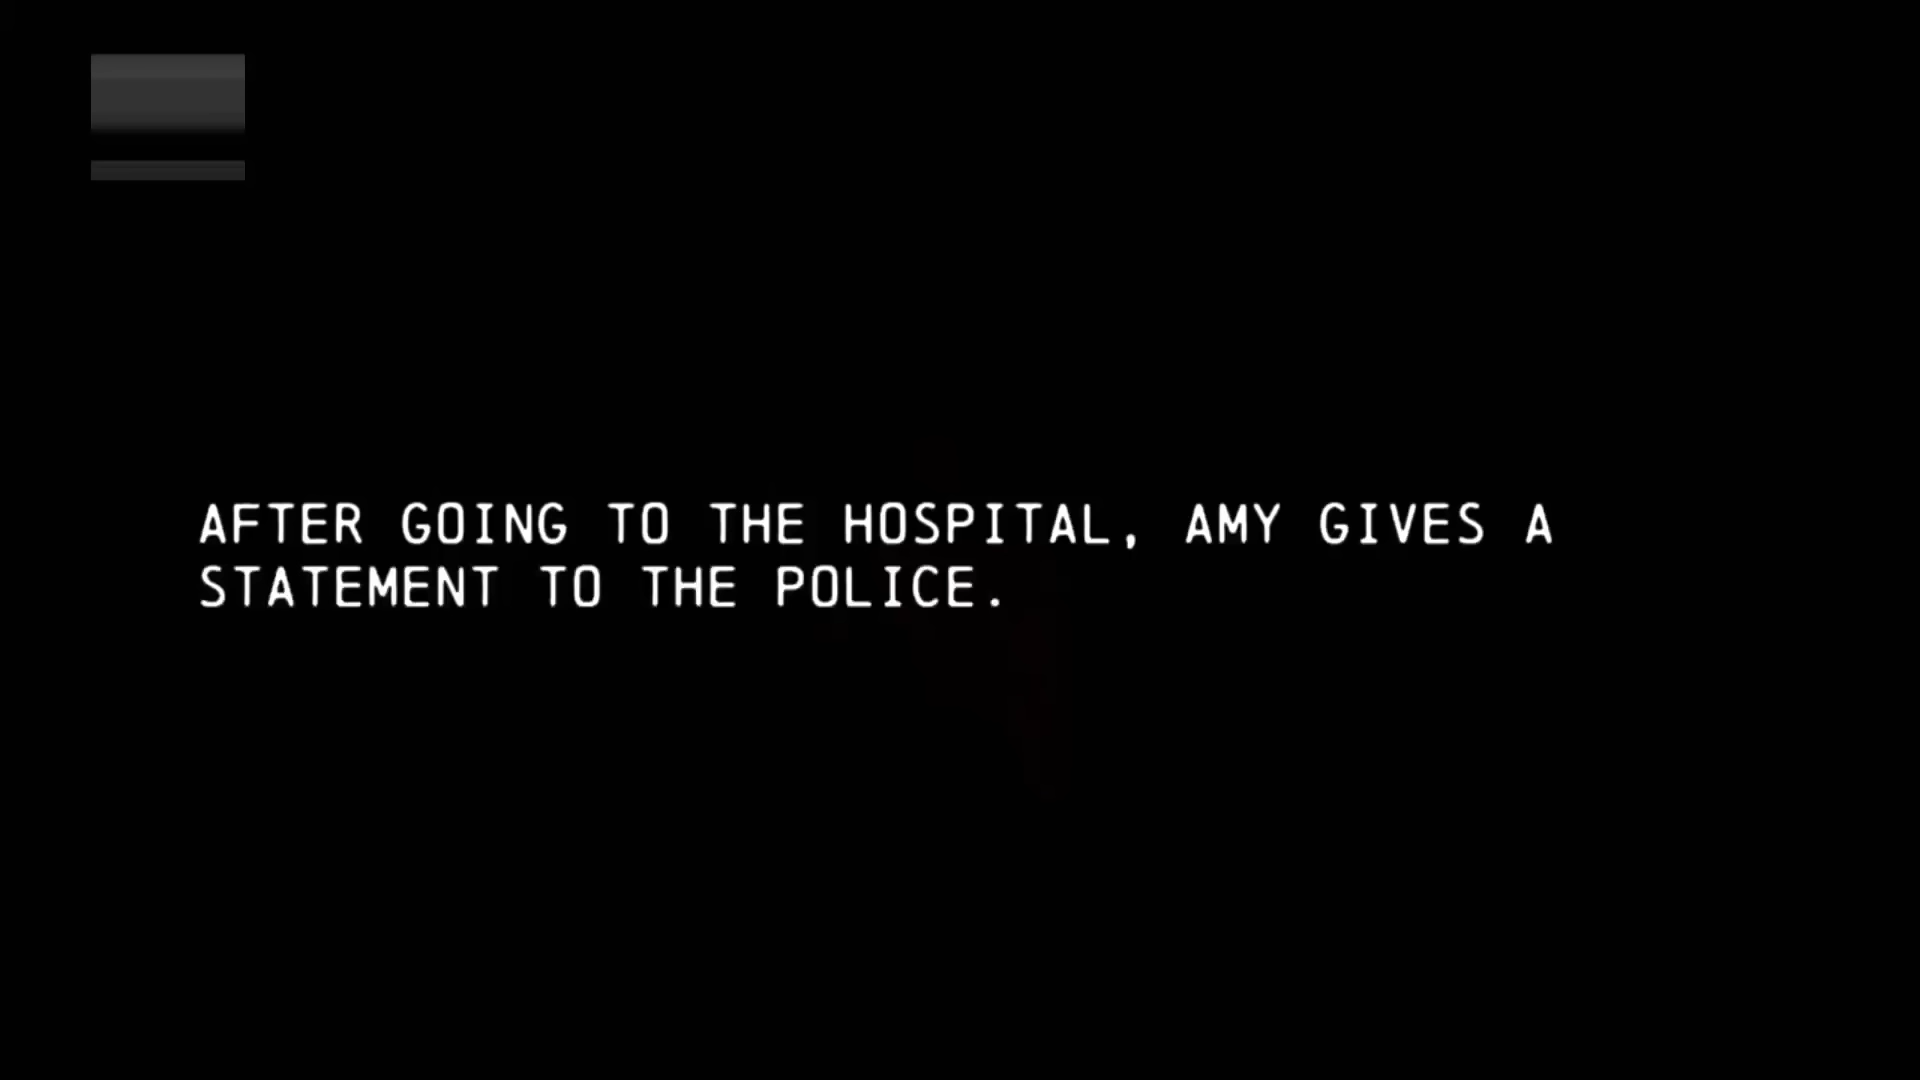 AFTER GOING TO THE HOSPITAL, AMY GIVES A
STATEMENT TO THE POLICE.